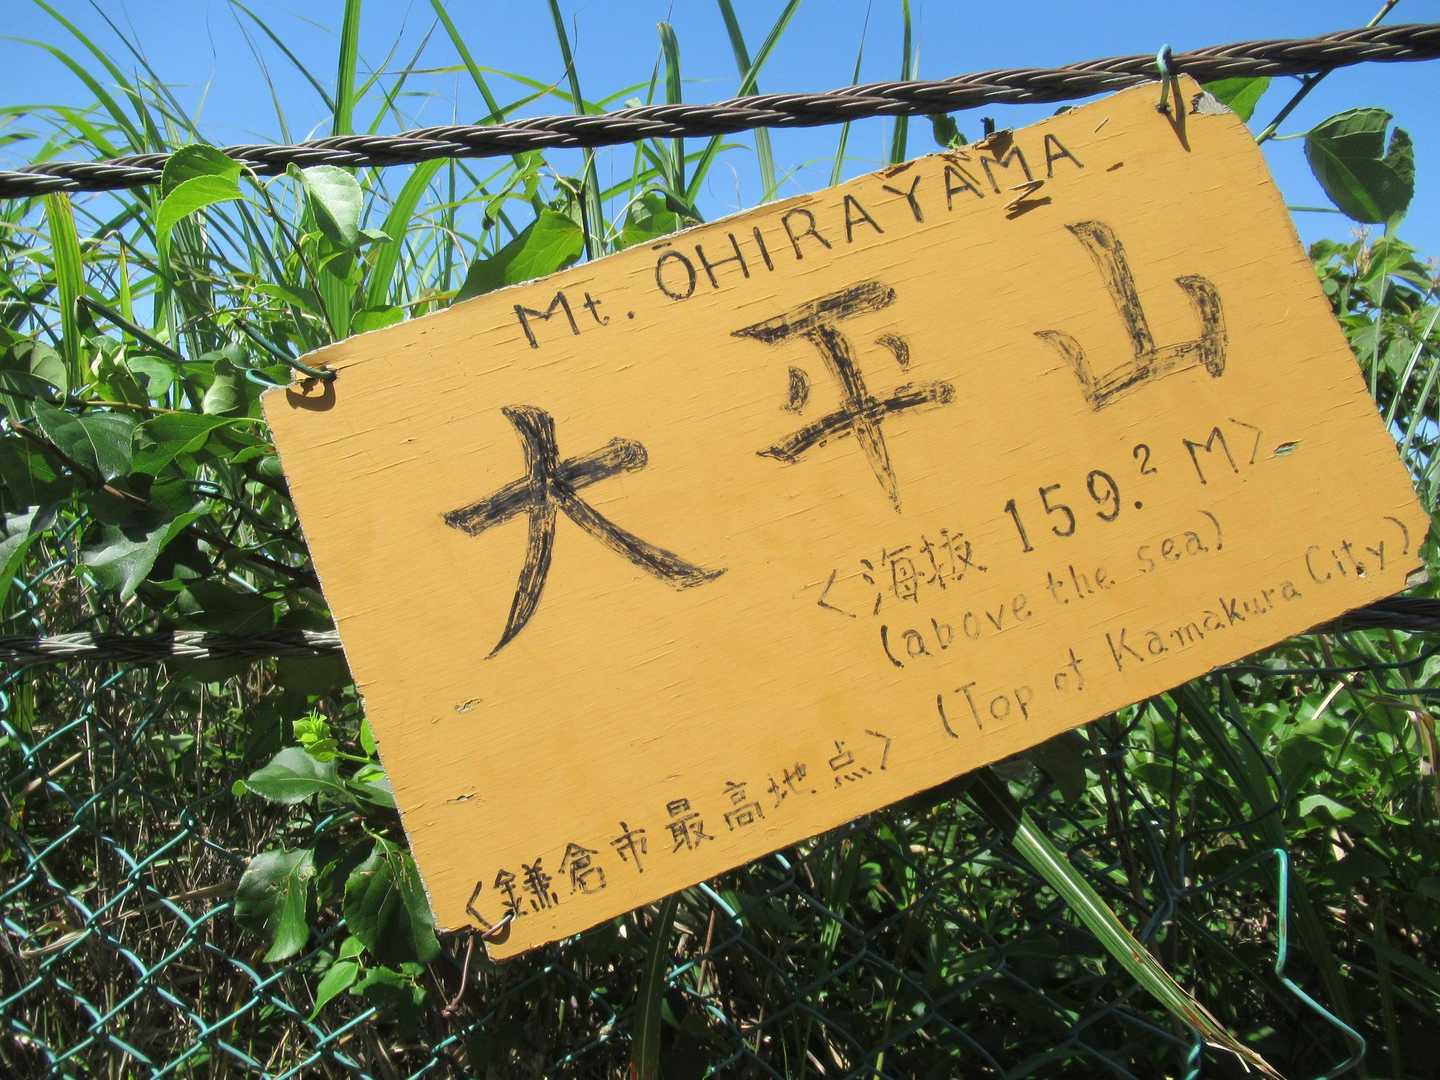 Mt. ŌHIRAYAMA
大平山
<海抜 159.2 M>
(above the sea)
<鎌倉市最高地点> (Top of Kamakura City)